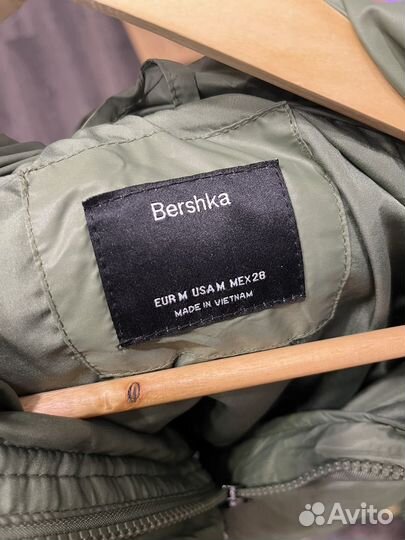 Bershka
EUR M USA M MEX 28
MADE IN VIETNAM
Avito